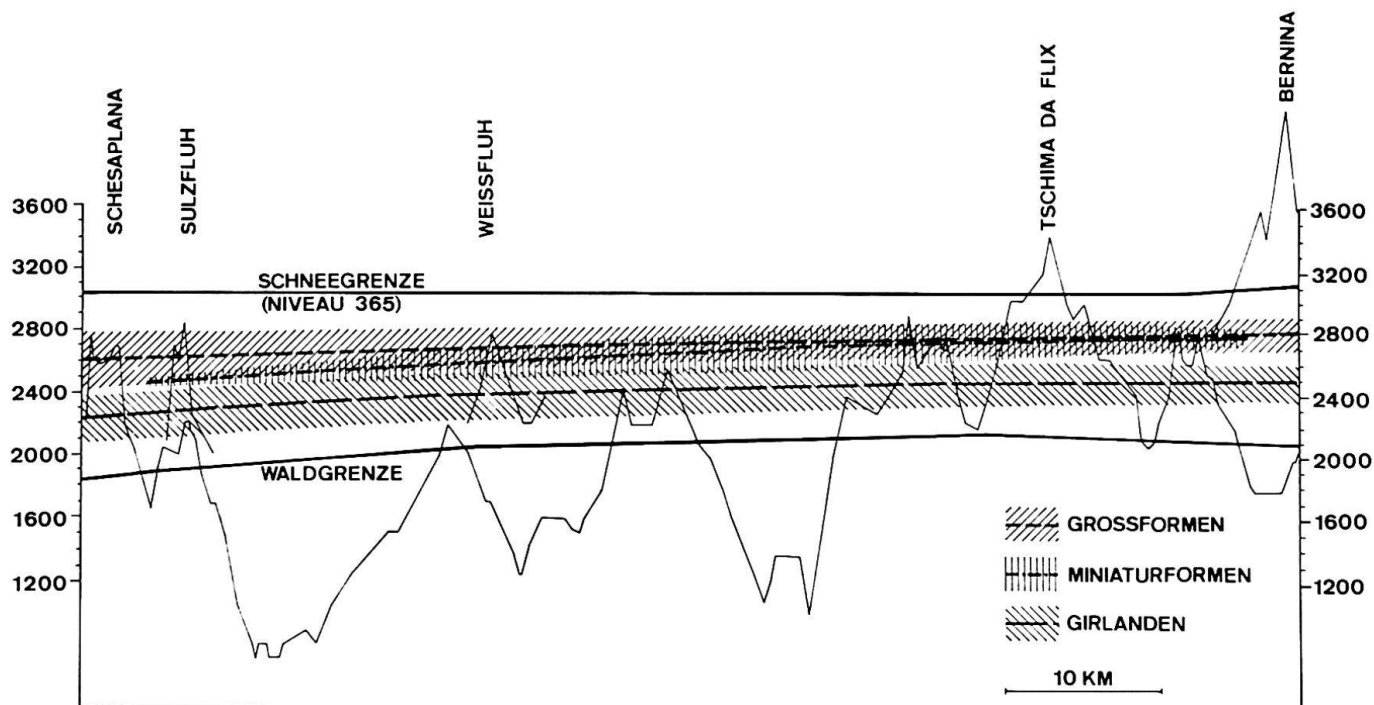 SCHESAPLANA
SULZFLUH
WEISSFLUH
TSCHIMA DA FLIX
BERNINA
3600
3200
2800
2400
2000
1600
1200
3600
3200
2800
2400
2000
1600
1200
SCHNEEGRENZE
(NIVEAU 365)
WALDGRENZE
GROSSFORMEN
MINIATURFORMEN
GIRLANDEN
10 KM